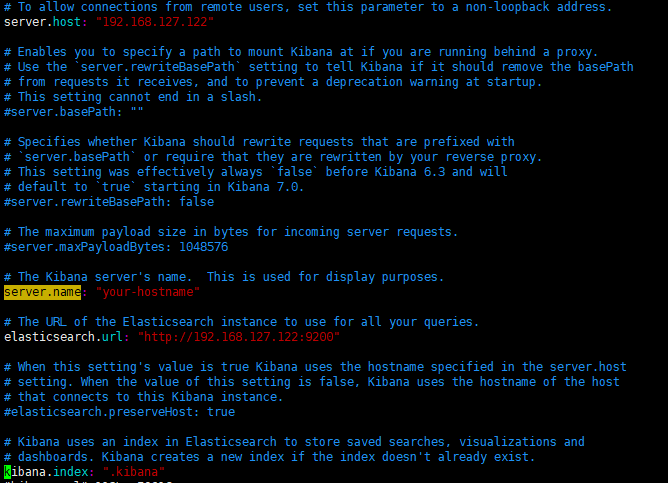 # To allow connections from remote users, set this parameter to a non-loopback address.
server.host: "192.168.127.122"
# Enables you to specify a path to mount Kibana at if you are running behind a proxy.
# Use the `server.rewriteBasePath` setting to tell Kibana if it should remove the basePath
# from requests it receives, and to prevent a deprecation warning at startup.
# This setting cannot end in a slash.
#server.basePath: ""
# Specifies whether Kibana should rewrite requests that are prefixed with
# `server.basePath` or require that they are rewritten by your reverse proxy.
# This setting was effectively always `false` before Kibana 6.3 and will
# default to `true` starting in Kibana 7.0.
#server.rewriteBasePath: false
# The maximum payload size in bytes for incoming server requests.
#server.maxPayloadBytes: 1048576
# The Kibana server's name.  This is used for display purposes.
server.name: "your-hostname"
# The URL of the Elasticsearch instance to use for all your queries.
elasticsearch.url: "http://192.168.127.122:9200"
# When this setting's value is true Kibana uses the hostname specified in the server.host
# setting. When the value of this setting is false, Kibana uses the hostname of the host
# that connects to this Kibana instance.
#elasticsearch.preserveHost: true
# Kibana uses an index in Elasticsearch to store saved searches, visualizations and
# dashboards. Kibana creates a new index if the index doesn't already exist.
kibana.index: ".kibana"